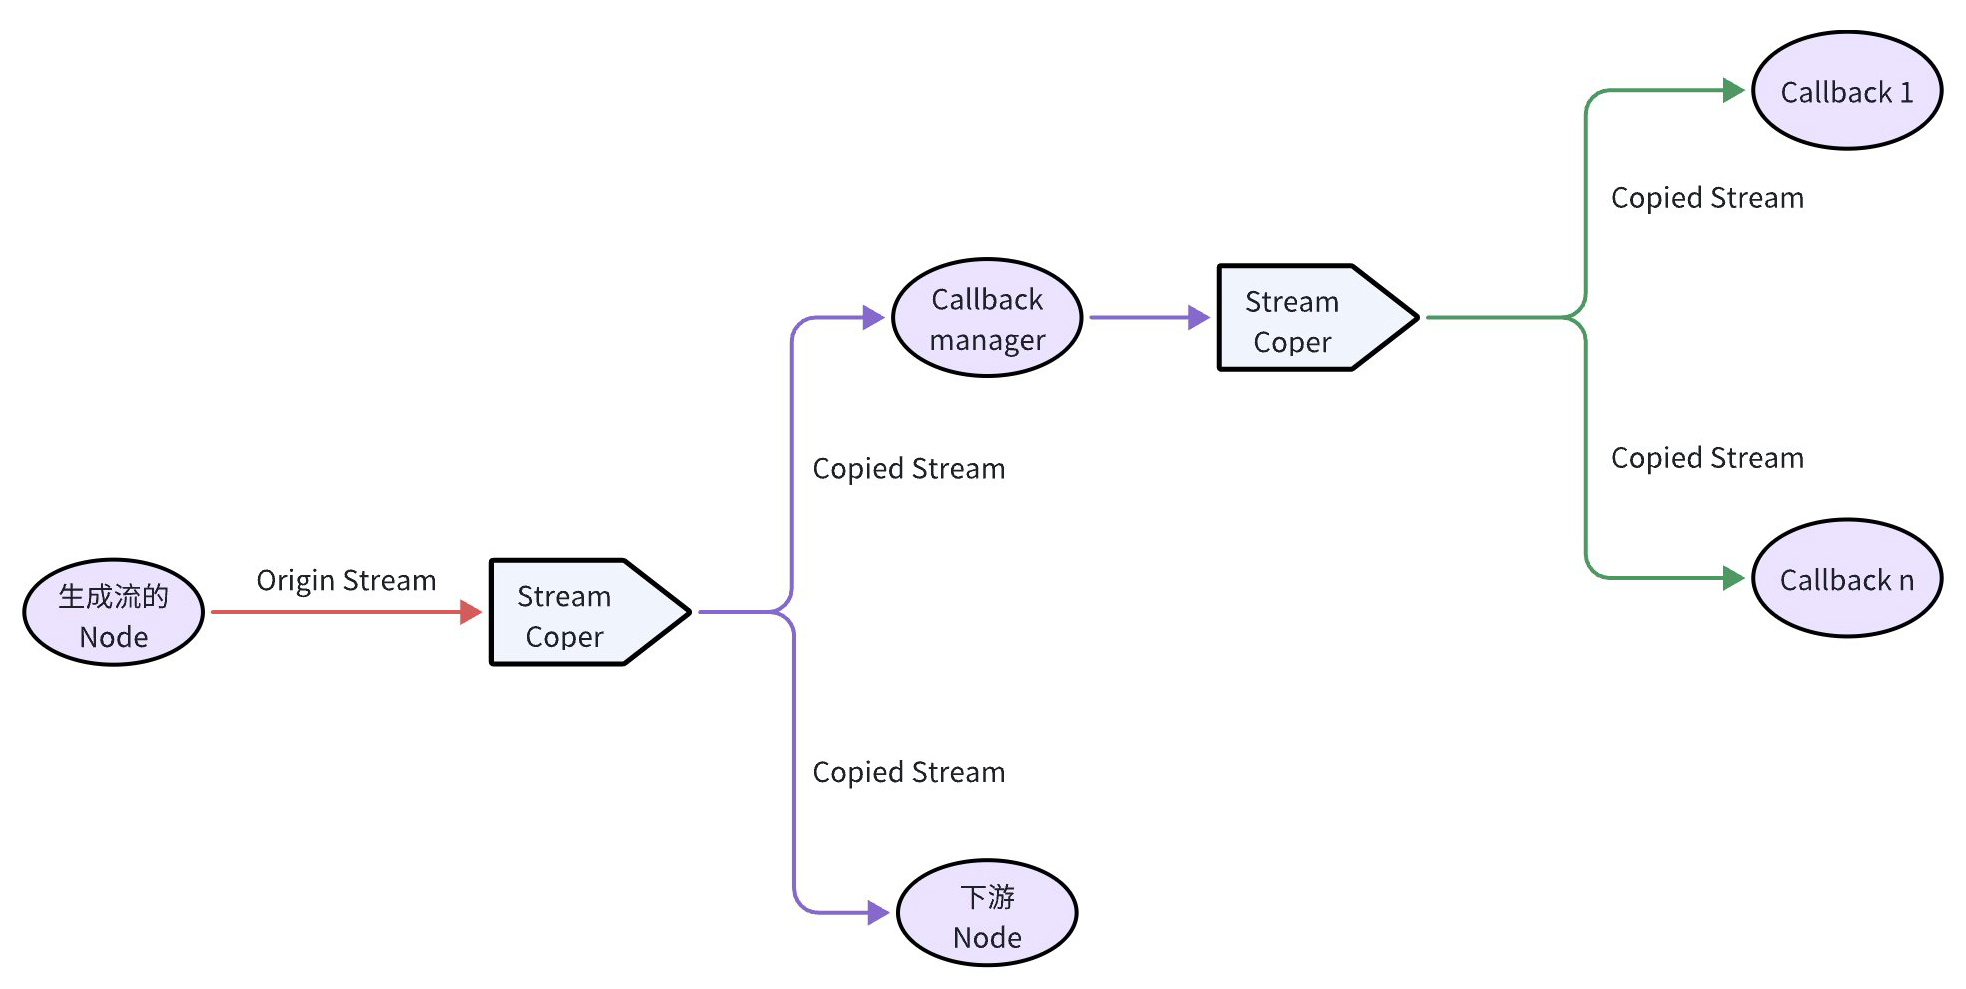 Callback 1
Copied Stream
Callback
manager
Stream
Coper
Copied Stream
Copied Stream
生成流的
Node
Origin Stream
Stream
Coper
Callback n
Copied Stream
下游
Node